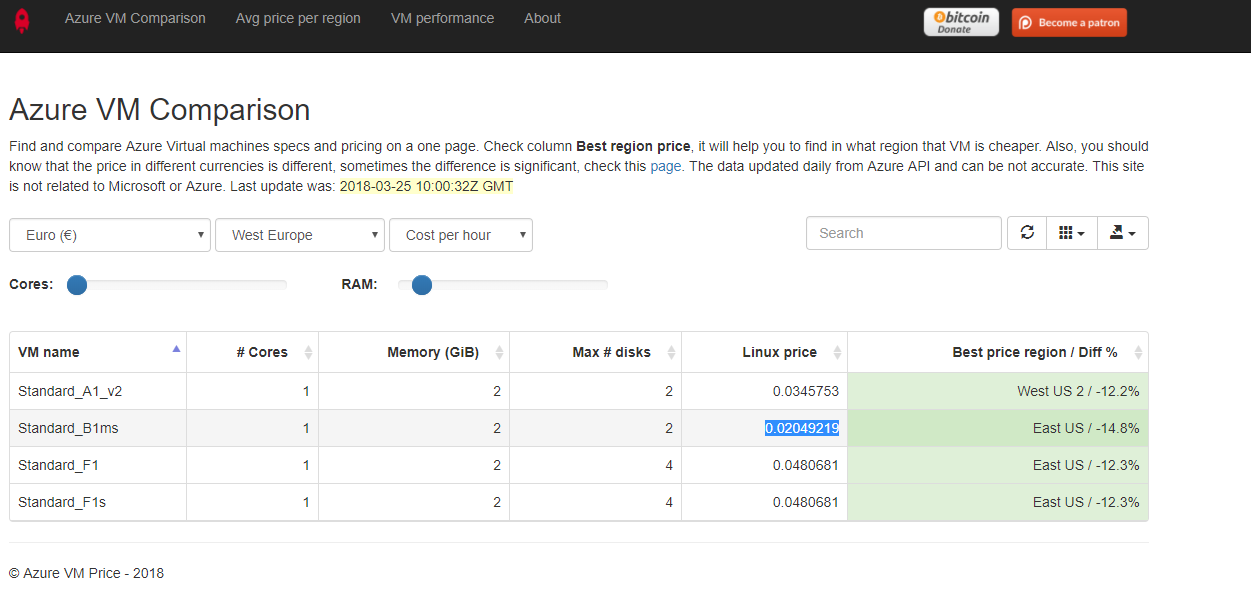 Azure VM Comparison Avg price per region VM performance About bitcoin Donate Become a patron
Azure VM Comparison
Find and compare Azure Virtual machines specs and pricing on a one page. Check column Best region price, it will help you to find in what region that VM is cheaper. Also, you should
know that the price in different currencies is different, sometimes the difference is significant, check this page. The data updated daily from Azure API and can be not accurate. This site
is not related to Microsoft or Azure. Last update was: 2018-03-25 10:00:32Z GMT
Euro (€) West Europe Cost per hour Search
Cores: RAM:
VM name # Cores Memory (GiB) Max # disks Linux price Best price region / Diff %
Standard_A1_v2 1 2 2 0.0345753 West US 2 / -12.2%
Standard_B1ms 1 2 2 0.02049219 East US / -14.8%
Standard_F1 1 2 4 0.0480681 East US / -12.3%
Standard_F1s 1 2 4 0.0480681 East US / -12.3%
© Azure VM Price - 2018